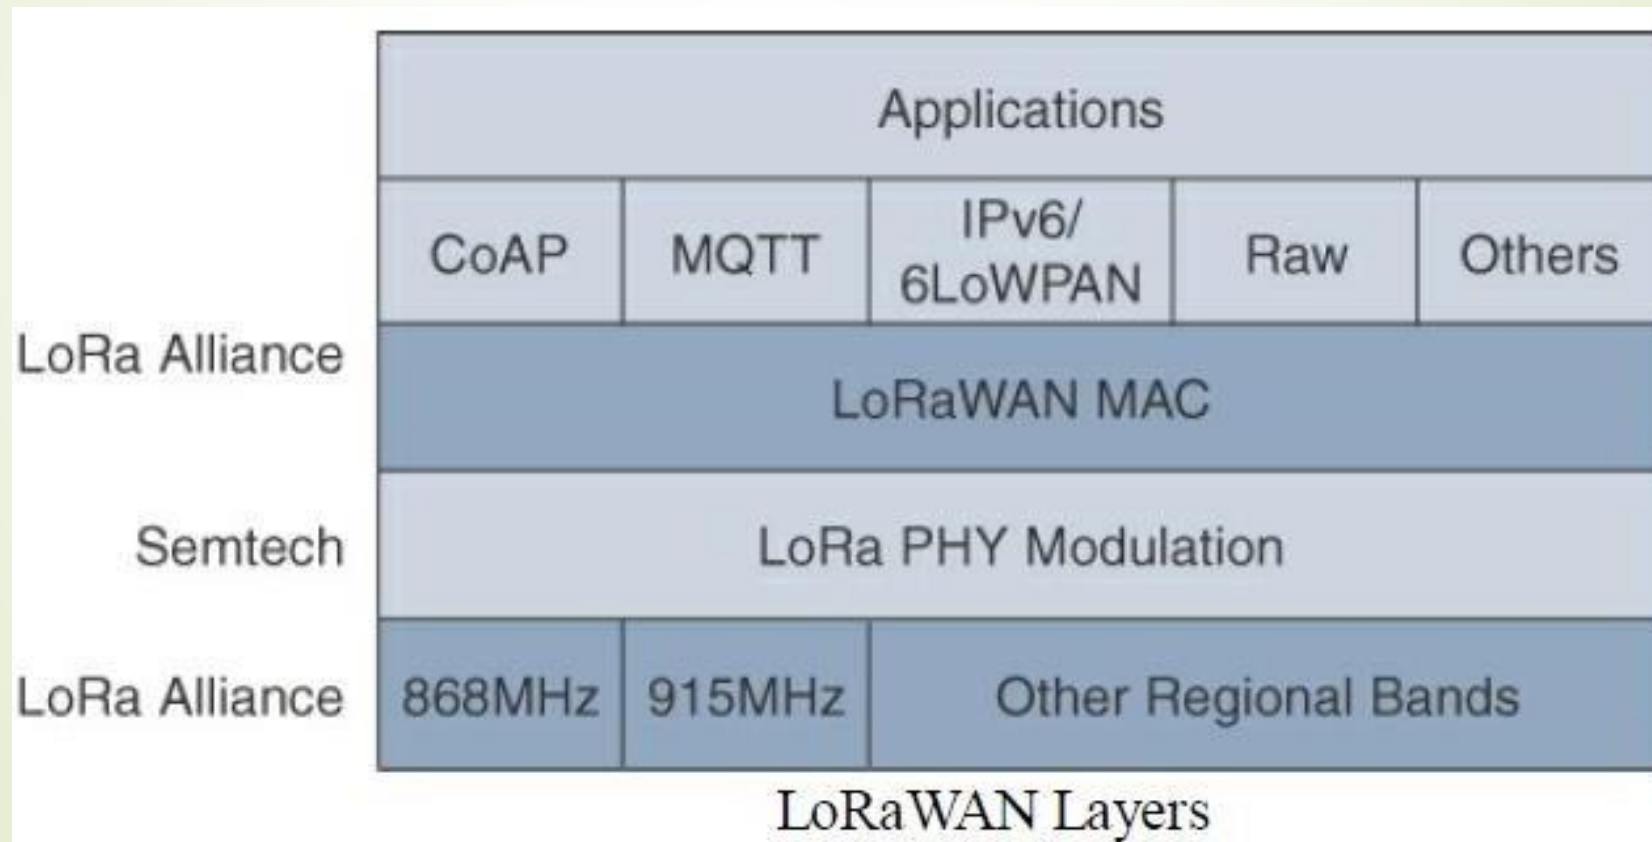 Applications
CoAP
MQTT
IPv6/
6LoWPAN
Raw
Others
LoRa Alliance
LoRaWAN MAC
Semtech
LoRa PHY Modulation
LoRa Alliance
868MHz
915MHz
Other Regional Bands
LoRaWAN Layers